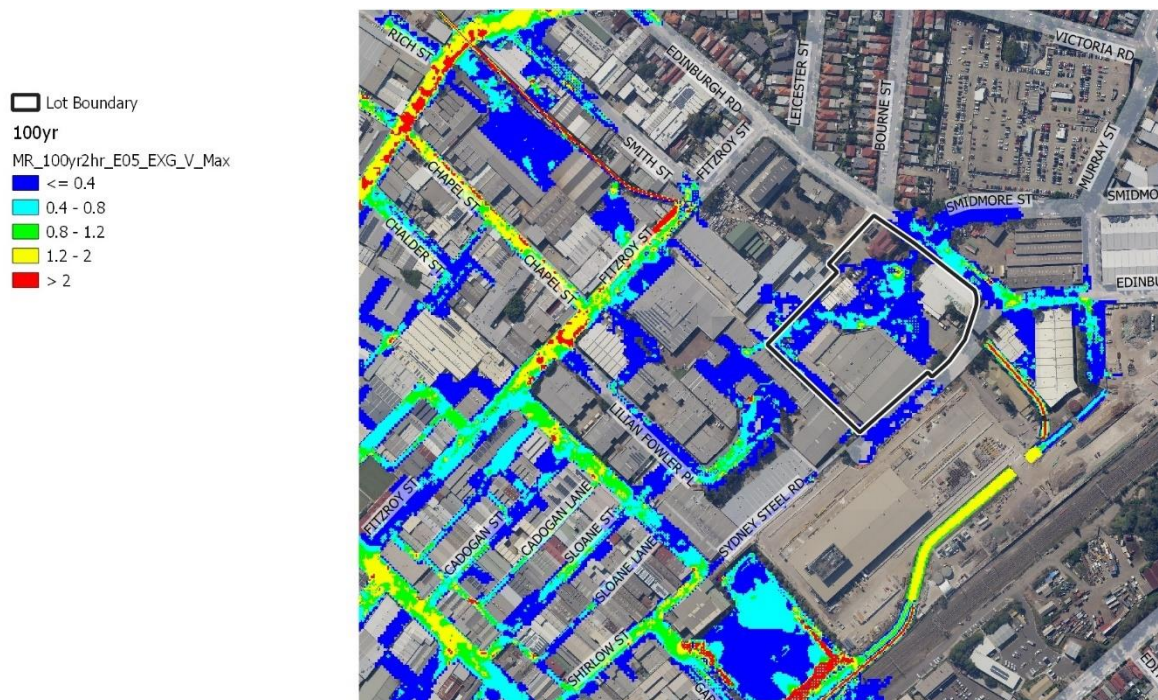 Lot Boundary
100yr
MR_100yr2hr_E05_EXG_V_Max
<= 0.4
0.4 - 0.8
0.8 - 1.2
1.2 - 2
> 2
RICH ST
EDINBURGH RD
LEICESTER ST
VICTORIA RD
BOURNE ST
MURRAY ST
FITZROY ST
SMITH ST
CHAPEL ST
SMIDMORE ST
SMIDMO
CHALDER ST
FITZROY ST
CHAPEL ST
EDINBU
LILIAN FOWLER PL
SYDNEY STEEL RD
FITZROY ST
CADOGAN LANE
CADOGAN ST
SLOANE ST
SLOANE LANE
SHIRLOW ST